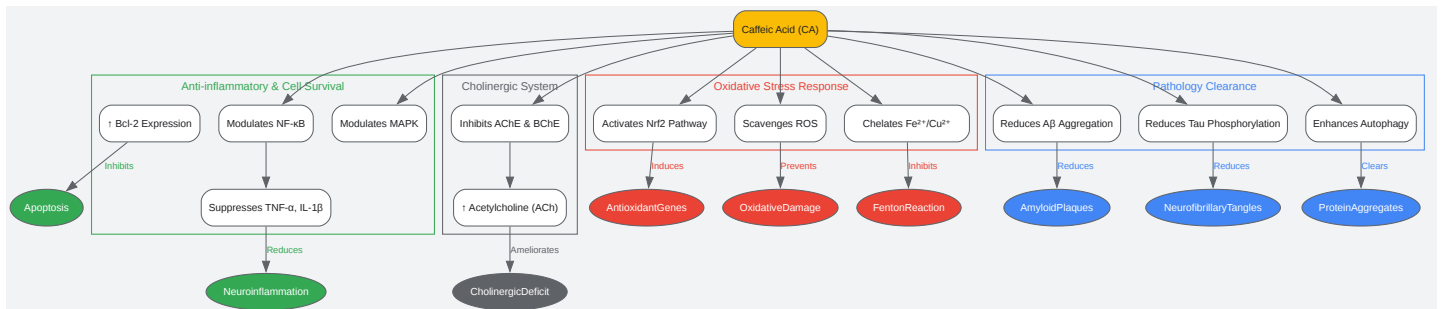 Caffeic Acid (CA)
Anti-inflammatory & Cell Survival
Cholinergic System
Oxidative Stress Response
Pathology Clearance
↑ Bcl-2 Expression
Modulates NF-κB
Modulates MAPK
Inhibits AChE & BChE
Activates Nrf2 Pathway
Scavenges ROS
Chelates Fe²⁺/Cu²⁺
Reduces Aβ Aggregation
Reduces Tau Phosphorylation
Enhances Autophagy
Inhibits
Induces
Prevents
Inhibits
Reduces
Reduces
Clears
Apoptosis
Suppresses TNF-α, IL-1β
↑ Acetylcholine (ACh)
AntioxidantGenes
OxidativeDamage
FentonReaction
AmyloidPlaques
NeurofibrillaryTangles
ProteinAggregates
Reduces
Ameliorates
Neuroinflammation
CholinergicDeficit